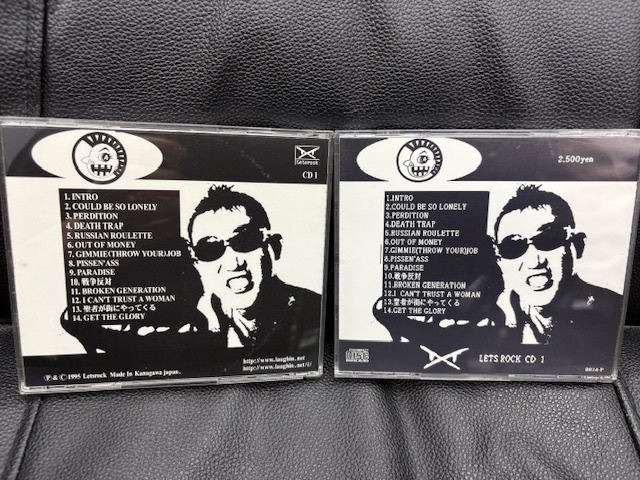 Letsrock
CD 1
1. INTRO
2. COULD BE SO LONELY
3. PERDITION
4. DEATH TRAP
5. RUSSIAN ROULETTE
6. OUT OF MONEY
7. GIMMIE(THROW YOUR)JOB
8. PISSEN'ASS
9. PARADISE
10. 戦争反対
11. BROKEN GENERATION
12. I CAN'T TRUST A WOMAN
13. 聖者が街にやってくる
14. GET THE GLORY
http://www.laughin.net
http://www.laughin.net/i/
Ⓟ & © 1995 Letsrock Made In Kanagawa japan.
2.500yen
1.INTRO
2.COULD BE SO LONELY
3.PERDITION
4.DEATH TRAP
5.RUSSIAN ROULETTE
6.OUT OF MONEY
7.GIMMIE(THROW YOUR)JOB
8.PISSEN'ASS
9.PARADISE
10.戦争反対
11.BROKEN GENERATION
12.I CAN'T TRUST A WOMAN
13.聖者が街にやってくる
14.GET THE GLORY
LETS ROCK CD 1